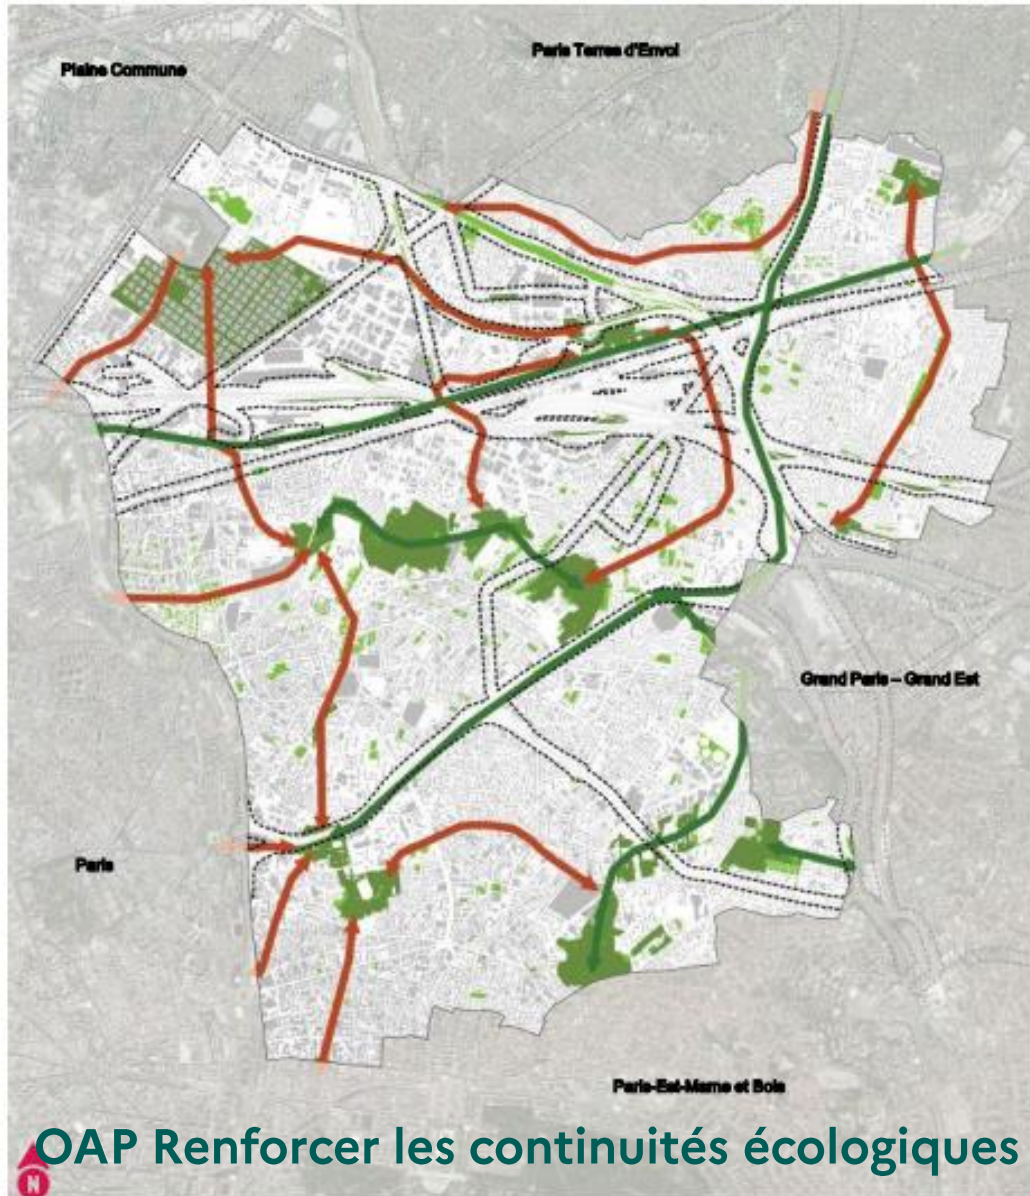 Paris Terres d'Envol
Plaine Commune
Grand Paris – Grand Est
Paris
Paris-Est-Marne et Bois
OAP Renforcer les continuités écologiques
N